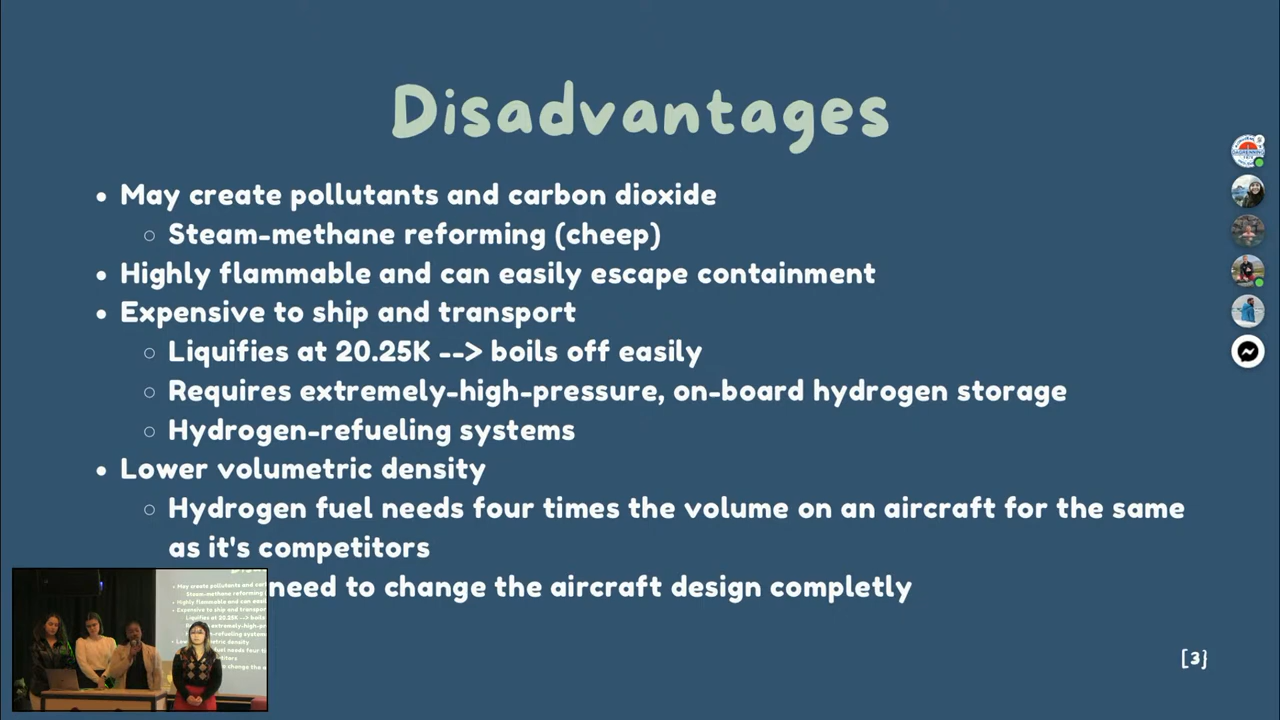 Disadvantages
May create pollutants and carbon dioxide
Steam-methane reforming (cheep)
Highly flammable and can easily escape containment
Expensive to ship and transport
Liquifies at 20.25K --> boils off easily
Requires extremely-high-pressure, on-board hydrogen storage
Hydrogen-refueling systems
Lower volumetric density
Hydrogen fuel needs four times the volume on an aircraft for the same
as it's competitors
need to change the aircraft design completly
[3]